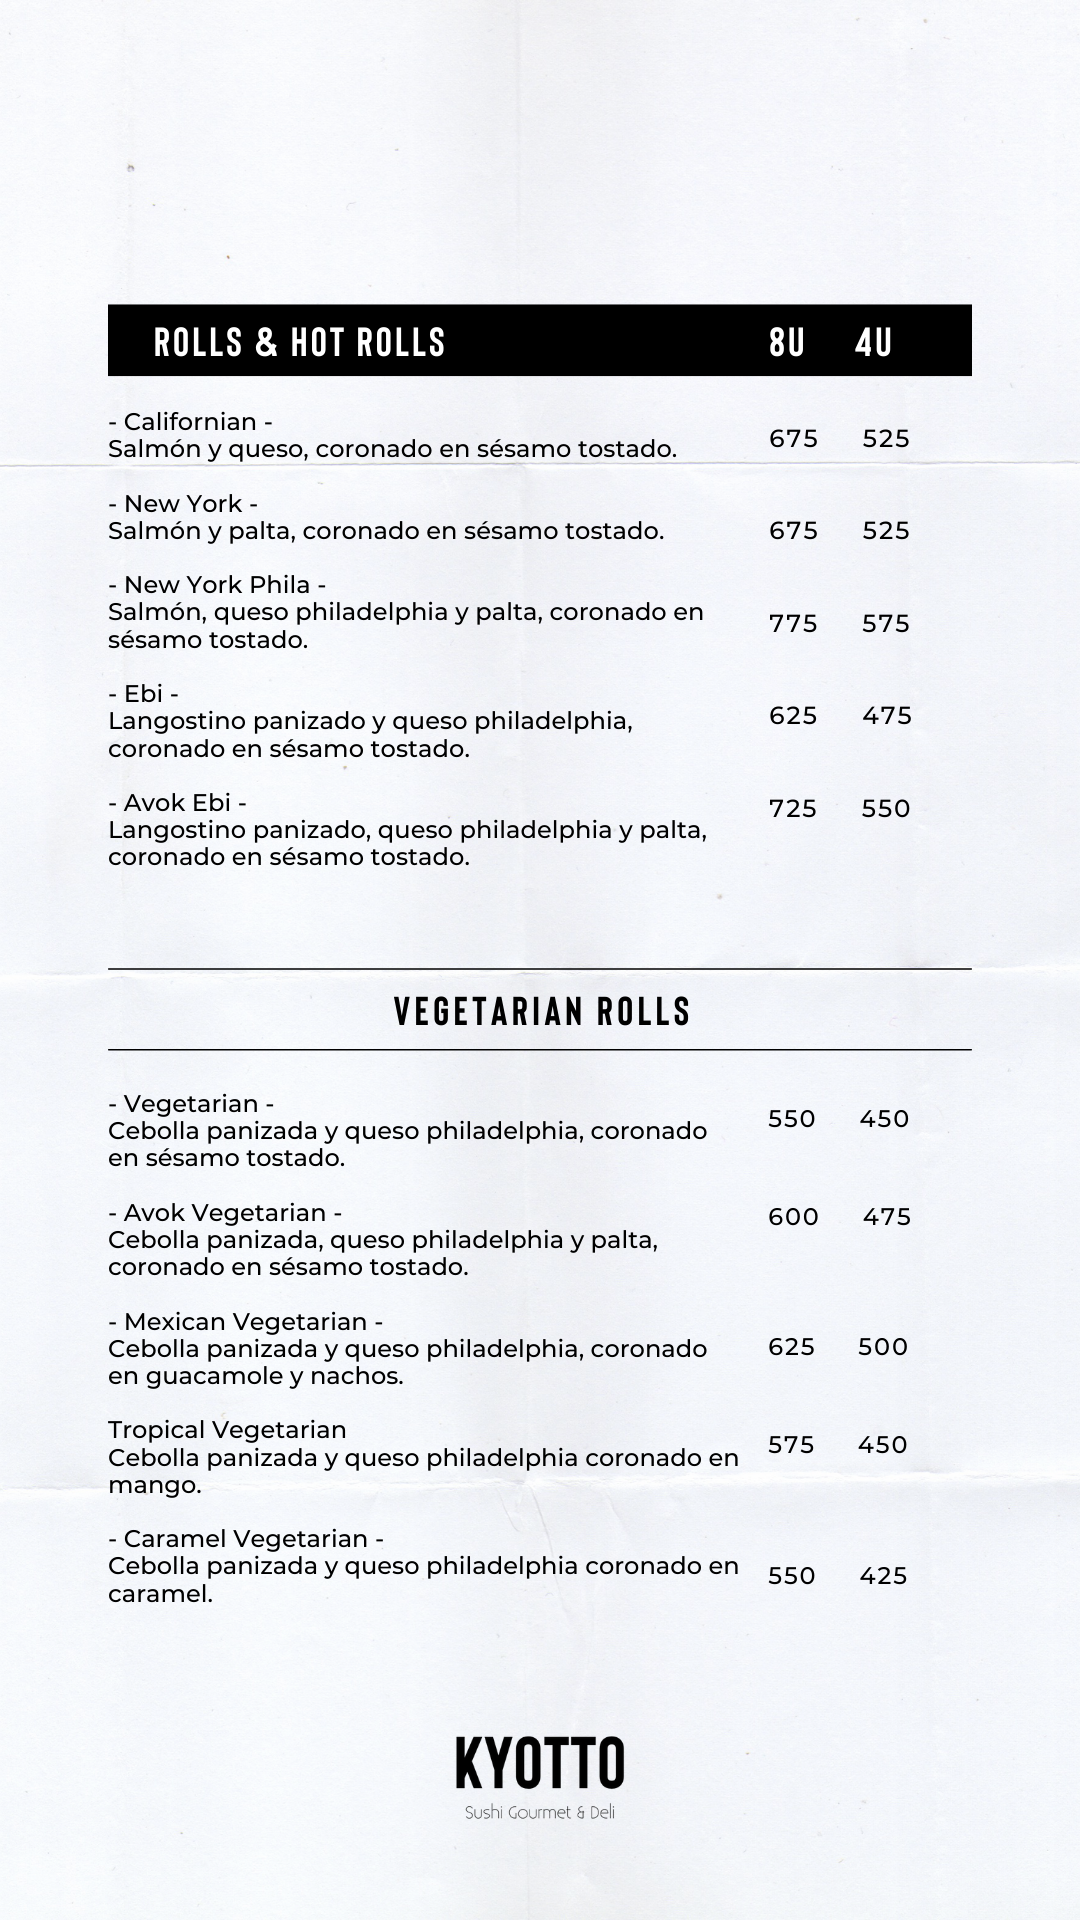 ROLLS & HOT ROLLS 8U 4U
- Californian -
Salmón y queso, coronado en sésamo tostado. 675 525
- New York -
Salmón y palta, coronado en sésamo tostado. 675 525
- New York Phila -
Salmón, queso philadelphia y palta, coronado en
sésamo tostado. 775 575
- Ebi -
Langostino panizado y queso philadelphia, 625 475
coronado en sésamo tostado.
- Avok Ebi - 725 550
Langostino panizado, queso philadelphia y palta,
coronado en sésamo tostado.
VEGETARIAN ROLLS
- Vegetarian -
Cebolla panizada y queso philadelphia, coronado 550 450
en sésamo tostado.
- Avok Vegetarian - 600 475
Cebolla panizada, queso philadelphia y palta,
coronado en sésamo tostado.
- Mexican Vegetarian -
Cebolla panizada y queso philadelphia, coronado 625 500
en guacamole y nachos.
Tropical Vegetarian
Cebolla panizada y queso philadelphia coronado en 575 450
mango.
- Caramel Vegetarian -
Cebolla panizada y queso philadelphia coronado en 550 425
caramel.
KYOTTO
Sushi Gourmet & Deli